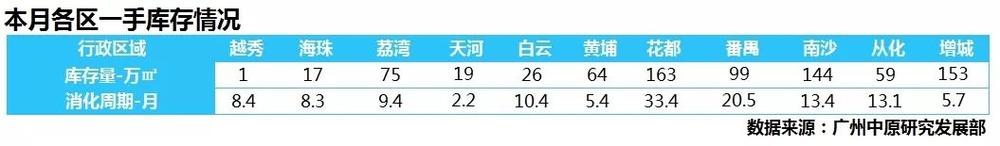 本月各区一手库存情况
行政区域 越秀 海珠 荔湾 天河 白云 黄埔 花都 番禺 南沙 从化 增城
库存量-万㎡ 1 17 75 19 26 64 163 99 144 59 153
消化周期-月 8.4 8.3 9.4 2.2 10.4 5.4 33.4 20.5 13.4 13.1 5.7
数据来源：广州中原研究发展部